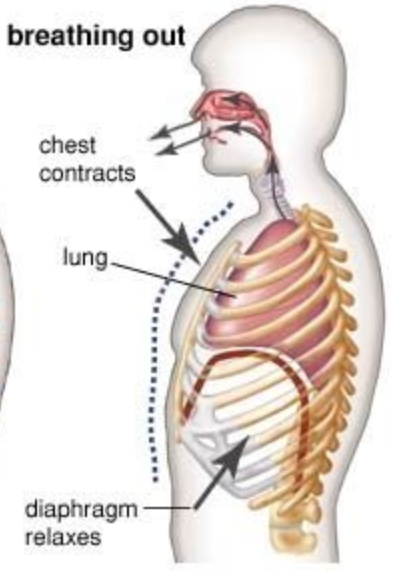 breathing out
chest
contracts
lung
diaphragm
relaxes